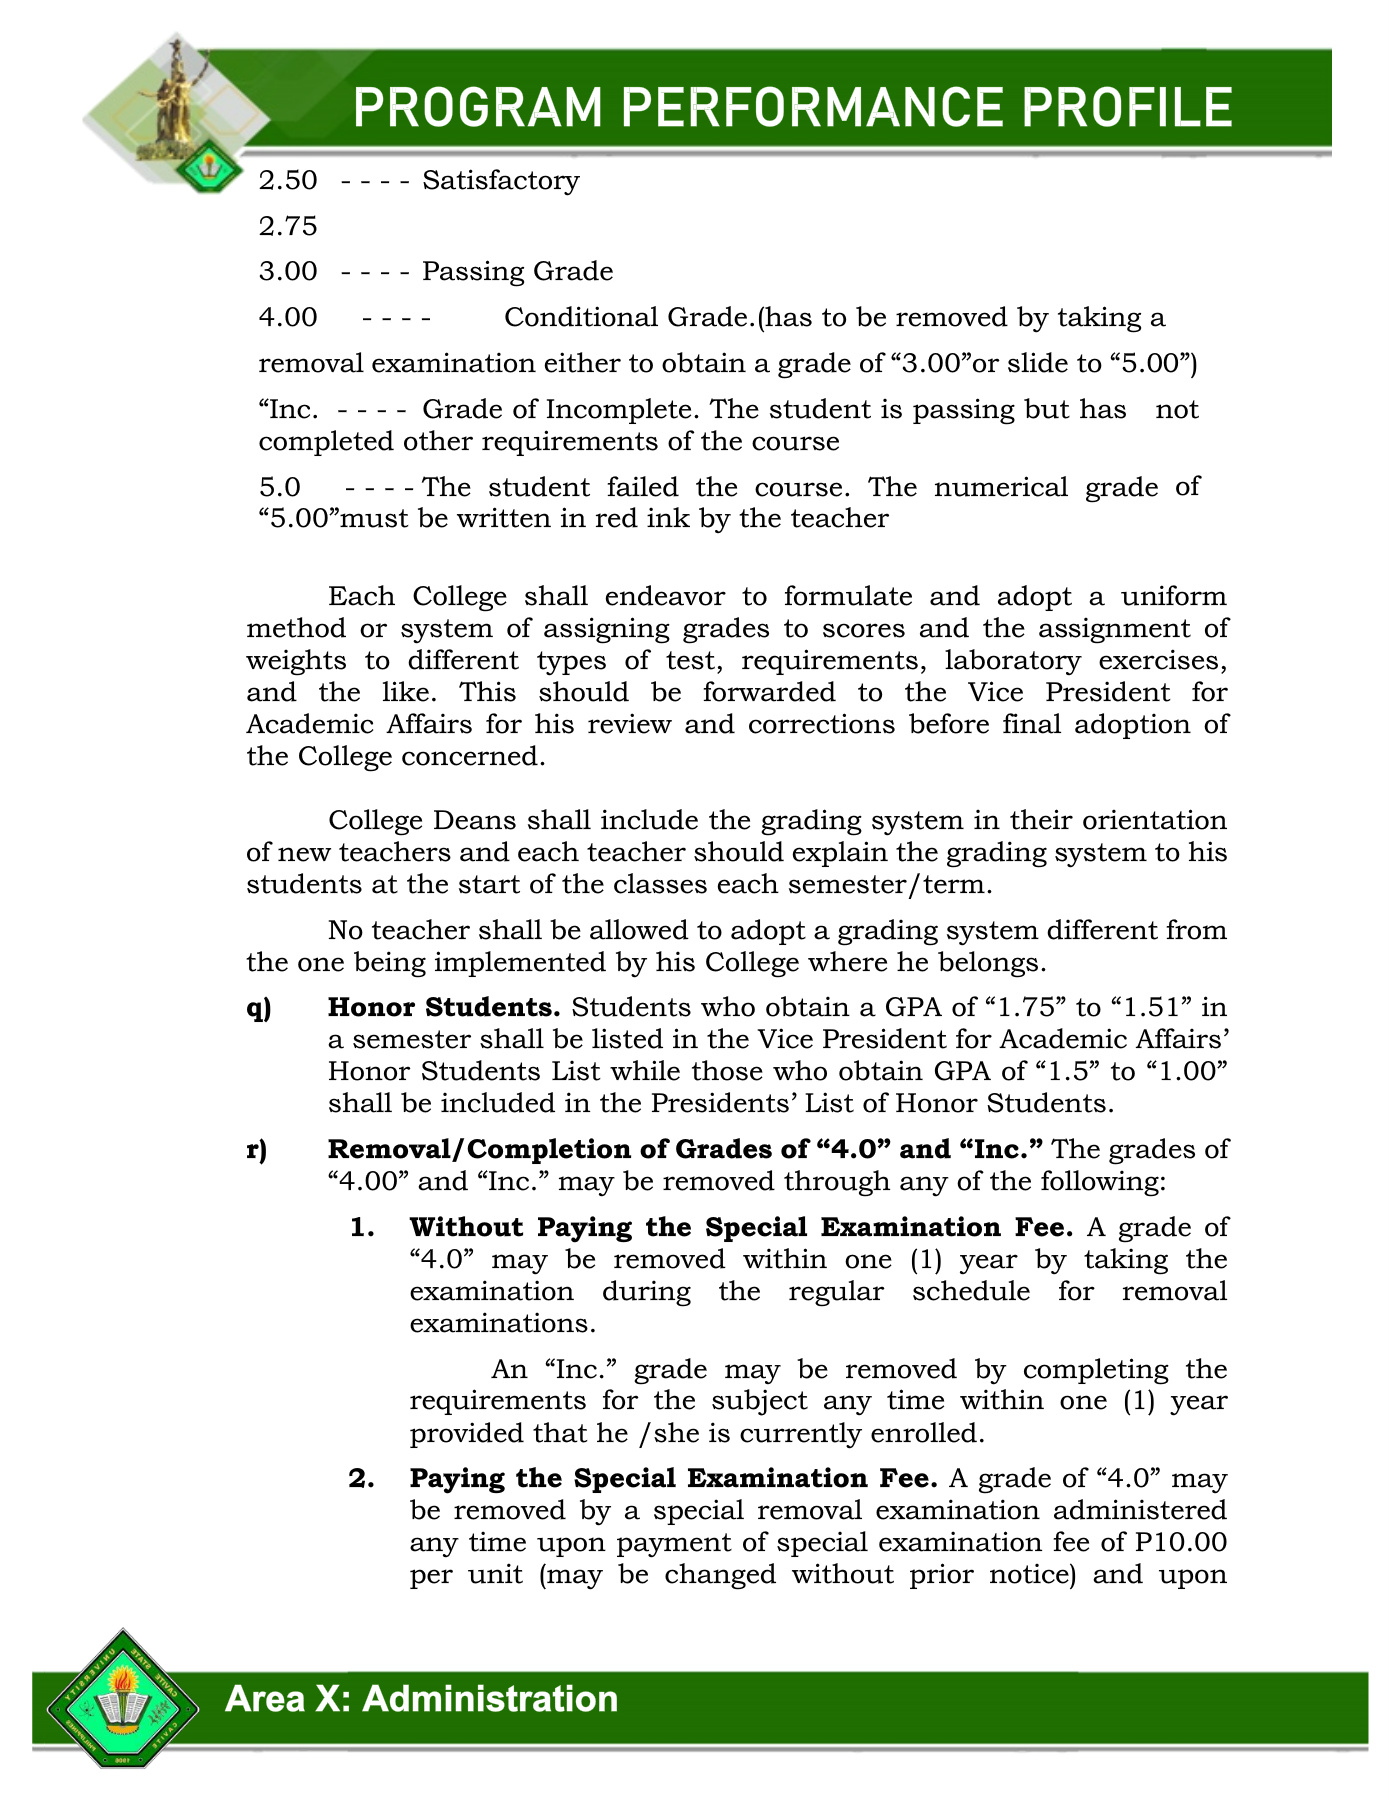 PROGRAM PERFORMANCE PROFILE
2.50 - - - - Satisfactory
2.75
3.00 - - - - Passing Grade
4.00 - - - - Conditional Grade.(has to be removed by taking a
removal examination either to obtain a grade of “3.00”or slide to “5.00”)
“Inc. - - - - Grade of Incomplete. The student is passing but has not
completed other requirements of the course
5.0 - - - - The student failed the course. The numerical grade of
“5.00”must be written in red ink by the teacher
Each College shall endeavor to formulate and adopt a uniform
method or system of assigning grades to scores and the assignment of
weights to different types of test, requirements, laboratory exercises,
and the like. This should be forwarded to the Vice President for
Academic Affairs for his review and corrections before final adoption of
the College concerned.
College Deans shall include the grading system in their orientation
of new teachers and each teacher should explain the grading system to his
students at the start of the classes each semester/term.
No teacher shall be allowed to adopt a grading system different from
the one being implemented by his College where he belongs.
q) Honor Students. Students who obtain a GPA of “1.75” to “1.51” in
a semester shall be listed in the Vice President for Academic Affairs’
Honor Students List while those who obtain GPA of “1.5” to “1.00”
shall be included in the Presidents’ List of Honor Students.
r) Removal/Completion of Grades of “4.0” and “Inc.” The grades of
“4.00” and “Inc.” may be removed through any of the following:
1. Without Paying the Special Examination Fee. A grade of
“4.0” may be removed within one (1) year by taking the
examination during the regular schedule for removal
examinations.
An “Inc.” grade may be removed by completing the
requirements for the subject any time within one (1) year
provided that he /she is currently enrolled.
2. Paying the Special Examination Fee. A grade of “4.0” may
be removed by a special removal examination administered
any time upon payment of special examination fee of P10.00
per unit (may be changed without prior notice) and upon
CAVITE STATE UNIVERSITY
CAVITE PHILIPPINES
1906
Area X: Administration